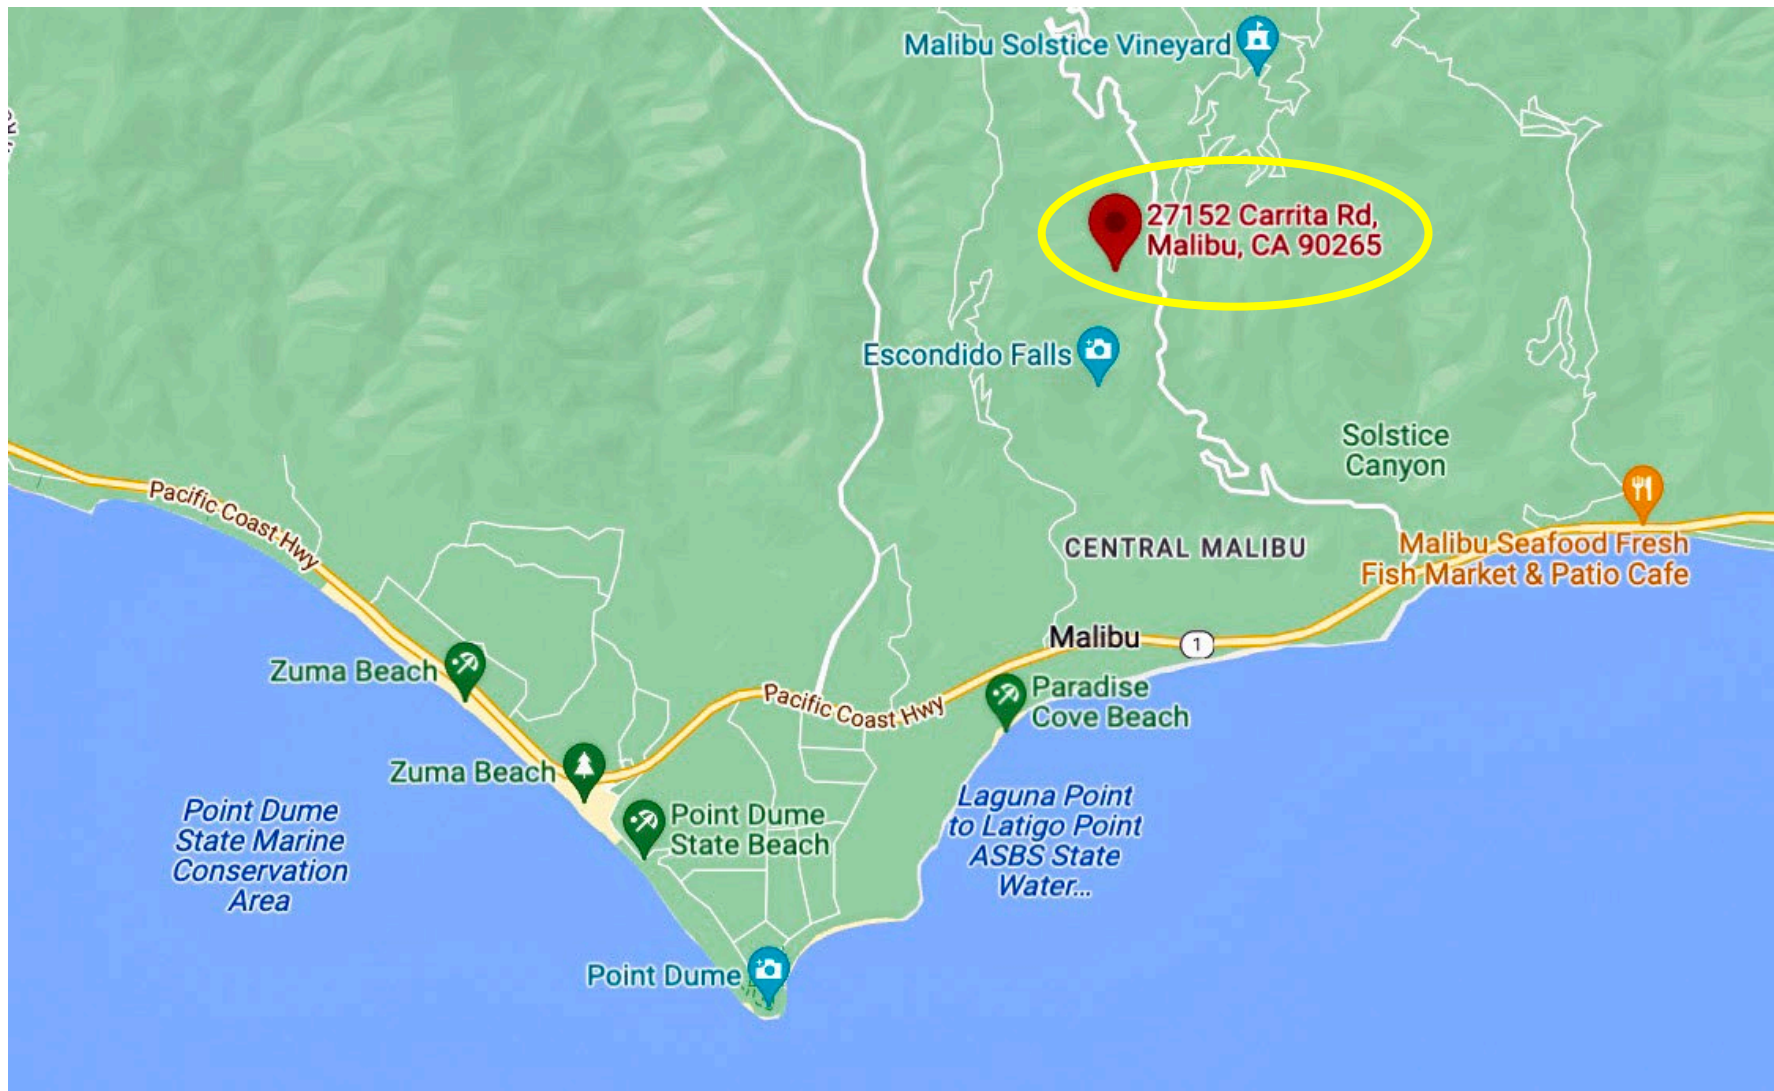 Malibu Solstice Vineyard
27152 Carrita Rd,
Malibu, CA 90265
Escondido Falls
Solstice
Canyon
Pacific Coast Hwy
CENTRAL MALIBU
Malibu Seafood Fresh
Fish Market & Patio Cafe
Malibu
1
Zuma Beach
Pacific Coast Hwy
Paradise
Cove Beach
Zuma Beach
Point Dume
State Marine
Conservation
Area
Point Dume
State Beach
Laguna Point
to Latigo Point
ASBS State
Water...
Point Dume